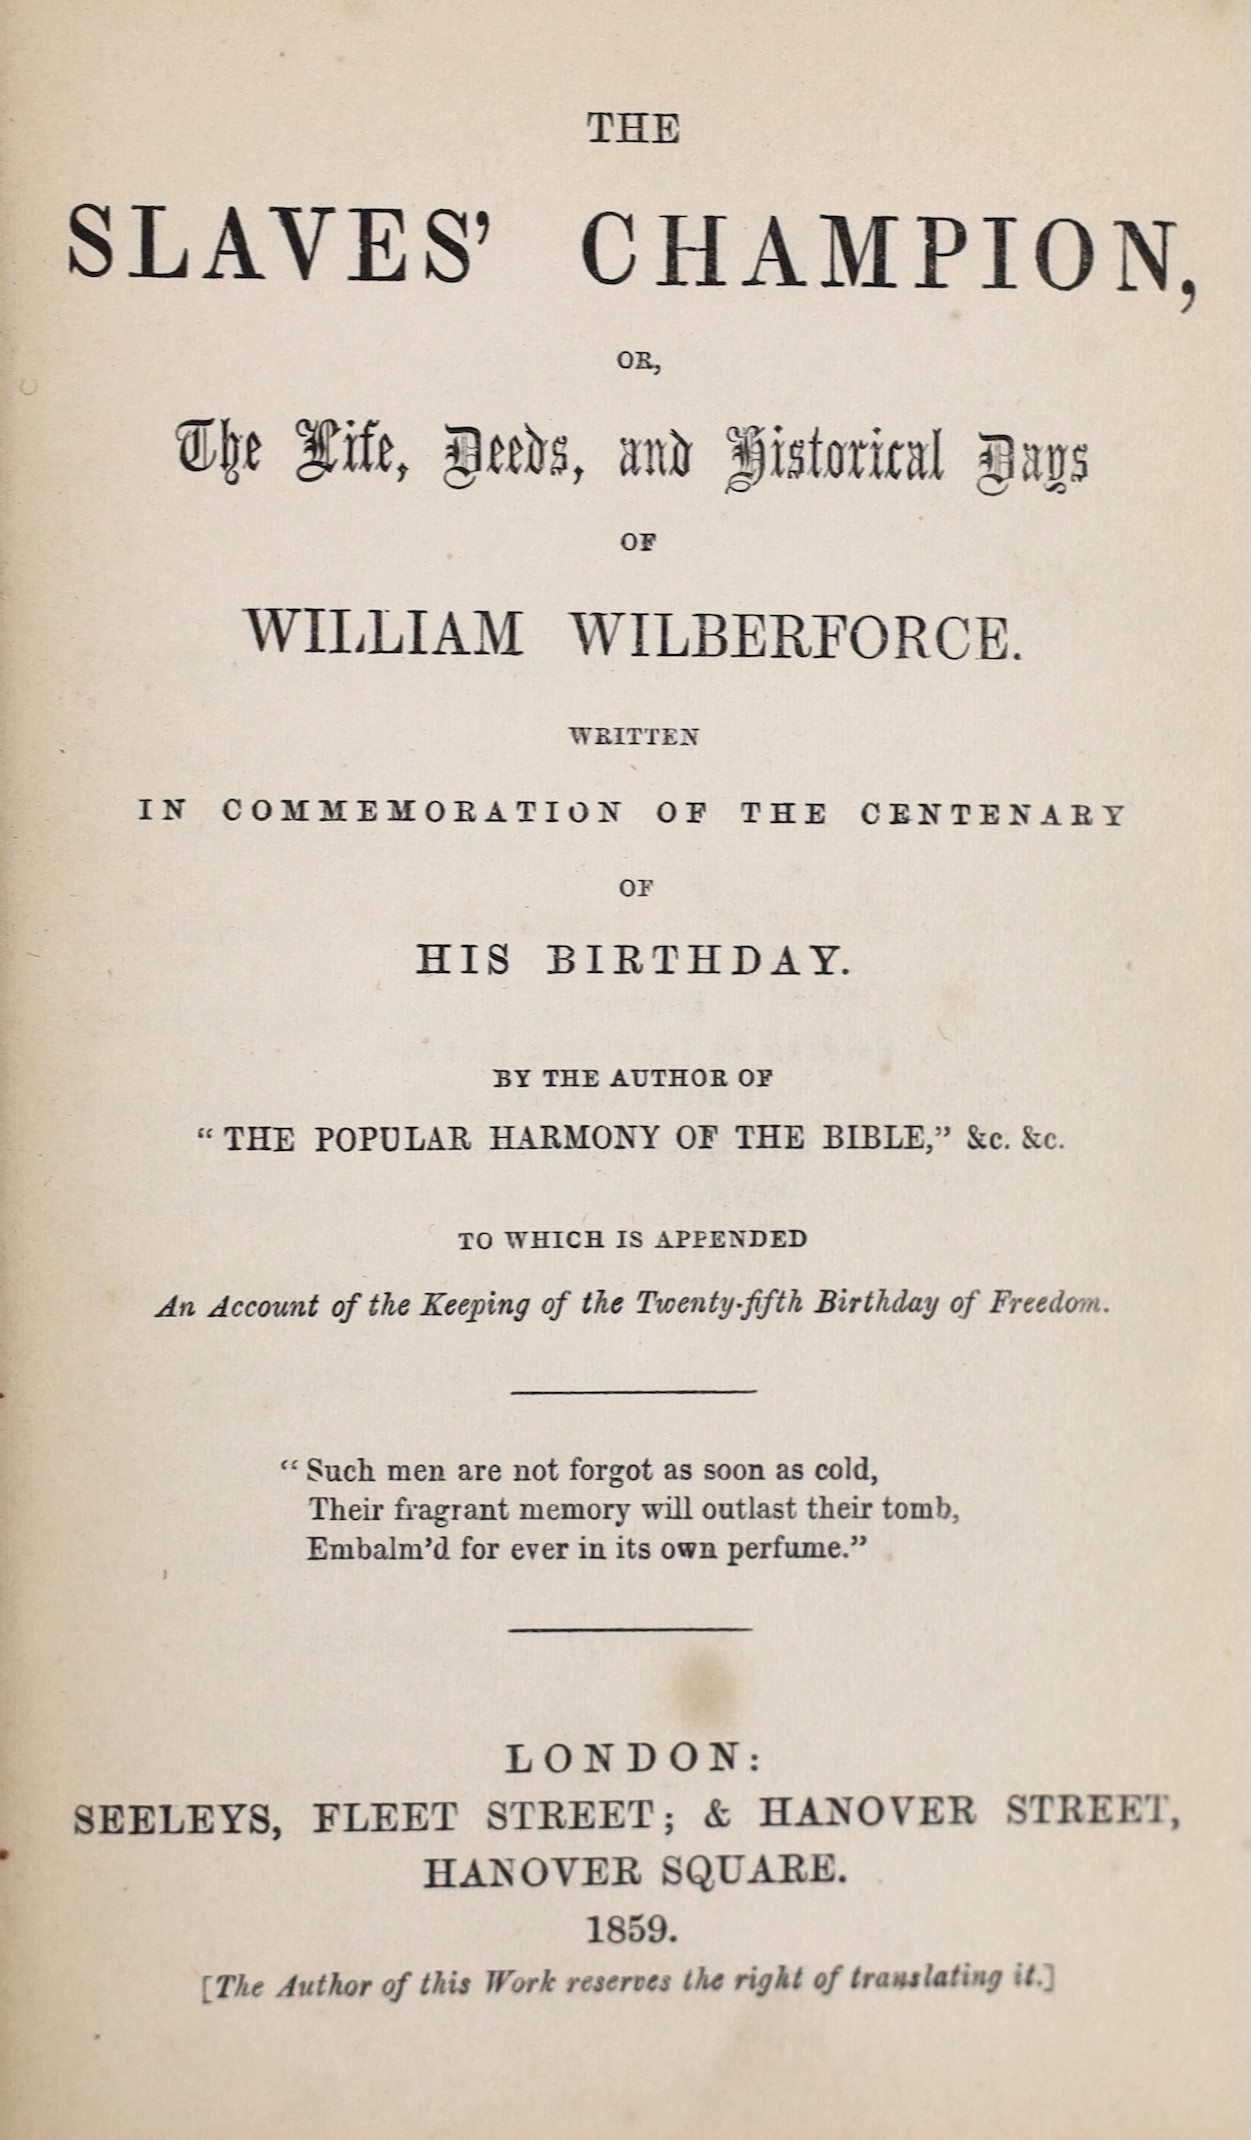 THE
SLAVES' CHAMPION,
OR,
The Life, Deeds, and Historical Days
OF
WILLIAM WILBERFORCE.
WRITTEN
IN COMMEMORATION OF THE CENTENARY
OF
HIS BIRTHDAY.
BY THE AUTHOR OF
“THE POPULAR HARMONY OF THE BIBLE,” &c. &c.
TO WHICH IS APPENDED
An Account of the Keeping of the Twenty-fifth Birthday of Freedom.
“Such men are not forgot as soon as cold,
Their fragrant memory will outlast their tomb,
Embalm’d for ever in its own perfume.”
LONDON:
SEELEYS, FLEET STREET; & HANOVER STREET,
HANOVER SQUARE.
1859.
[The Author of this Work reserves the right of translating it.]